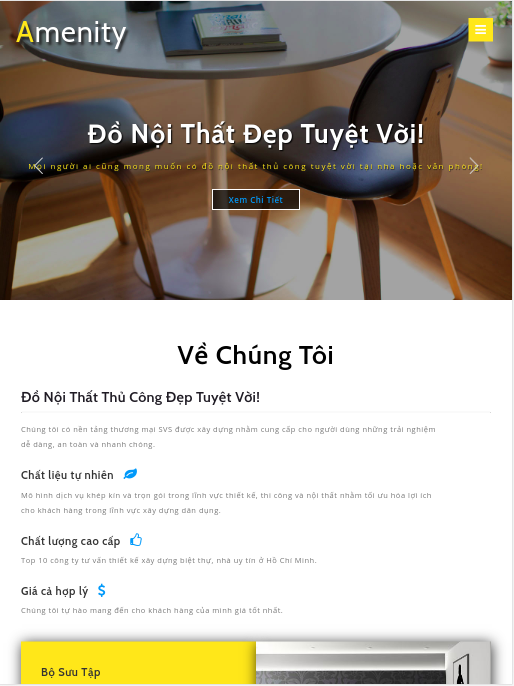 Amenity
Đồ Nội Thất Đẹp Tuyệt Vời!
Mọi người ai cũng mong muốn có đồ nội thất thủ công tuyệt vời tại nhà hoặc văn phòng!
Xem Chi Tiết
Về Chúng Tôi
Đồ Nội Thất Thủ Công Đẹp Tuyệt Vời!
Chúng tôi có nền tảng thương mại SVS được xây dựng nhằm cung cấp cho người dùng những trải nghiệm
dễ dàng, an toàn và nhanh chóng.
Chất liệu tự nhiên
Mô hình dịch vụ khép kín và trọn gói trong lĩnh vực thiết kế, thi công và nội thất nhằm tối ưu hóa lợi ích
cho khách hàng trong lĩnh vực xây dựng dân dụng.
Chất lượng cao cấp
Top 10 công ty tư vấn thiết kế xây dựng biệt thự, nhà uy tín ở Hồ Chí Minh.
Giá cả hợp lý
Chúng tôi tự hào mang đến cho khách hàng của mình giá tốt nhất.
Bộ Sưu Tập